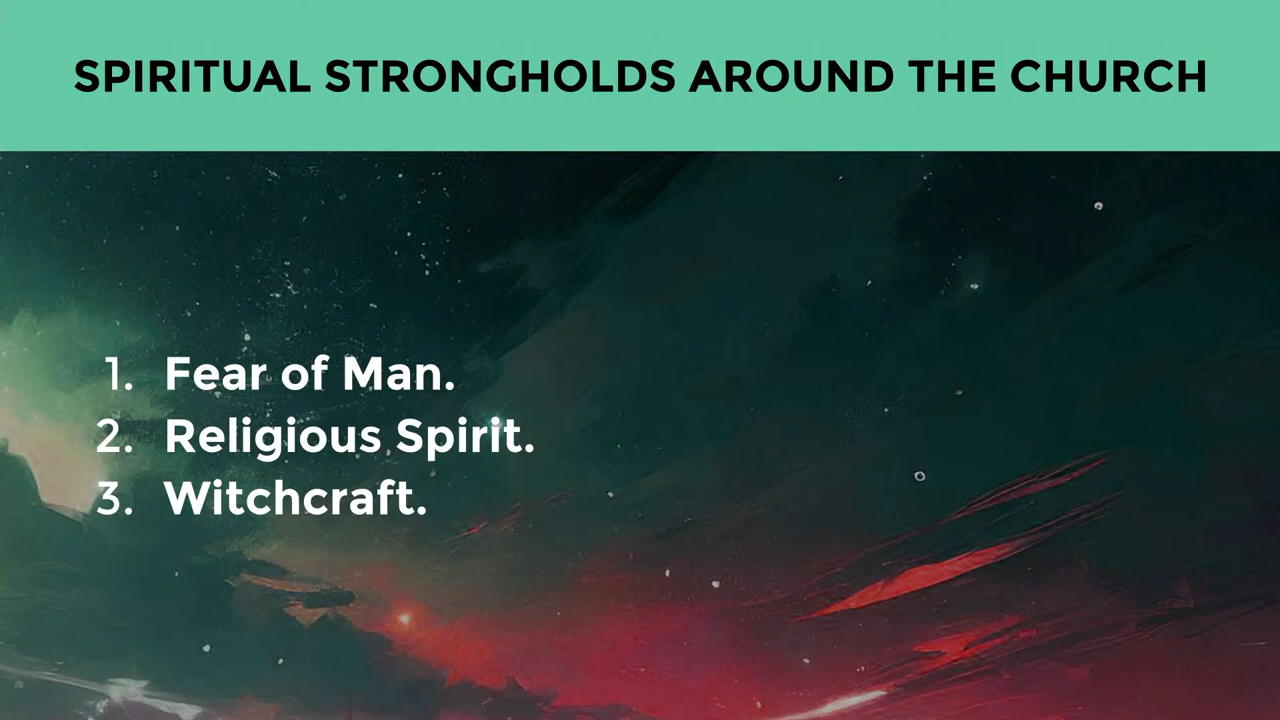 SPIRITUAL STRONGHOLDS AROUND THE CHURCH
1. Fear of Man.
2. Religious Spirit.
3. Witchcraft.